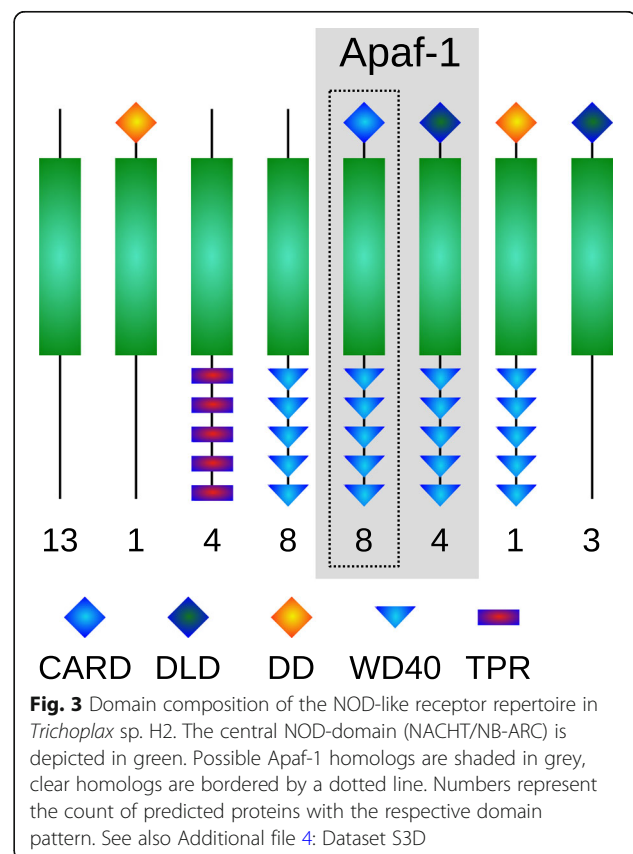 Apaf-1
13 1 4 8 8 4 1 3
CARD DLD DD WD40 TPR
Fig. 3 Domain composition of the NOD-like receptor repertoire in
Trichoplax sp. H2. The central NOD-domain (NACHT/NB-ARC) is
depicted in green. Possible Apaf-1 homologs are shaded in grey,
clear homologs are bordered by a dotted line. Numbers represent
the count of predicted proteins with the respective domain
pattern. See also Additional file 4: Dataset S3D